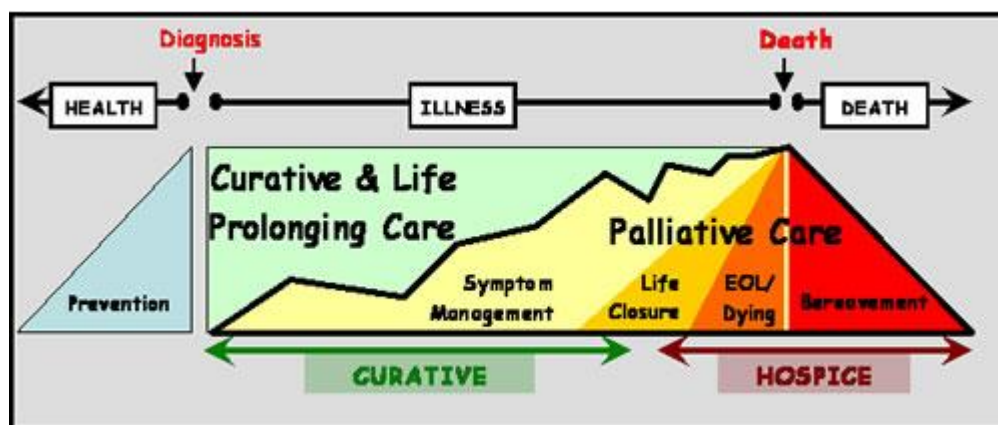 Diagnosis
Death
HEALTH
ILLNESS
DEATH
Curative & Life
Prolonging Care
Palliative Care
Prevention
Symptom
Management
Life
Closure
EOL/
Dying
Bereavement
CURATIVE
HOSPICE